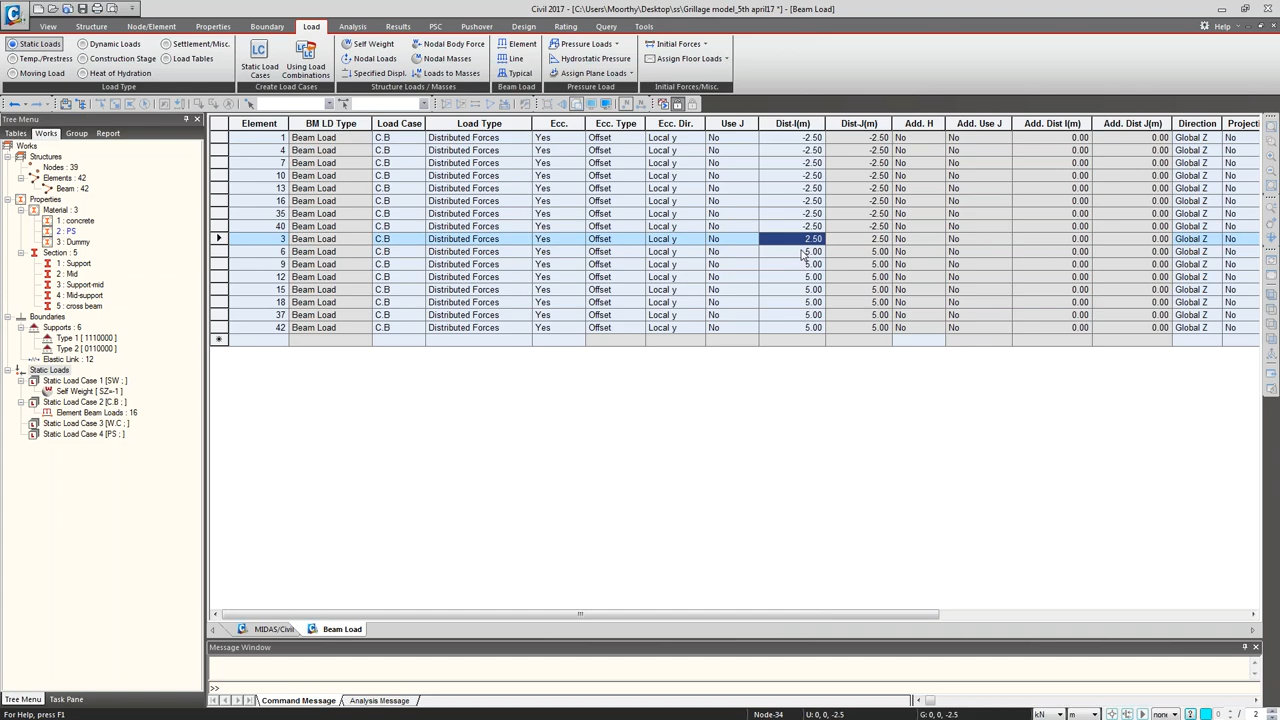 Civil 2017 - [C:\Users\Moorthy\Desktop\ss\Grillage model_5th april17 *] - [Beam Load]
View Structure Node/Element Properties Boundary Load Analysis Results PSC Pushover Design Rating Query Tools Help
Static Loads Dynamic Loads Settlement/Misc.
Temp./Prestress Construction Stage Load Tables
Moving Load Heat of Hydration
Load Type
Static Load Cases
Using Load Combinations
Create Load Cases
Self Weight Nodal Body Force
Nodal Loads Nodal Masses
Specified Displ. Loads to Masses
Structure Loads / Masses
Element
Line
Typical
Beam Load
Pressure Loads
Hydrostatic Pressure
Assign Plane Loads
Pressure Load
Initial Forces
Assign Floor Loads
Initial Forces/Misc.
Tree Menu
Tables Works Group Report
Works
Structures
Nodes : 39
Elements : 42
Beam : 42
Properties
Material : 3
1 : concrete
2 : PS
3 : Dummy
Section : 5
1 : Support
2 : Mid
3 : Support-mid
4 : Mid-support
5 : cross beam
Boundaries
Supports : 6
Type 1 [ 1110000 ]
Type 2 [ 0110000 ]
Elastic Link : 12
Static Loads
Static Load Case 1 [SW ; ]
Self Weight [ SZ=-1 ]
Static Load Case 2 [C.B ; ]
Element Beam Loads : 16
Static Load Case 3 [W.C ; ]
Static Load Case 4 [PS ; ]
Element BM LD Type Load Case Load Type Ecc. Ecc. Type Ecc. Dir. Use J Dist-I(m) Dist-J(m) Add. H Add. Use J Add. Dist I(m) Add. Dist J(m) Direction Projecti
1 Beam Load C.B Distributed Forces Yes Offset Local y No -2.50 -2.50 No No 0.00 0.00 Global Z No
4 Beam Load C.B Distributed Forces Yes Offset Local y No -2.50 -2.50 No No 0.00 0.00 Global Z No
7 Beam Load C.B Distributed Forces Yes Offset Local y No -2.50 -2.50 No No 0.00 0.00 Global Z No
10 Beam Load C.B Distributed Forces Yes Offset Local y No -2.50 -2.50 No No 0.00 0.00 Global Z No
13 Beam Load C.B Distributed Forces Yes Offset Local y No -2.50 -2.50 No No 0.00 0.00 Global Z No
16 Beam Load C.B Distributed Forces Yes Offset Local y No -2.50 -2.50 No No 0.00 0.00 Global Z No
35 Beam Load C.B Distributed Forces Yes Offset Local y No -2.50 -2.50 No No 0.00 0.00 Global Z No
40 Beam Load C.B Distributed Forces Yes Offset Local y No -2.50 -2.50 No No 0.00 0.00 Global Z No
3 Beam Load C.B Distributed Forces Yes Offset Local y No 2.50 2.50 No No 0.00 0.00 Global Z No
6 Beam Load C.B Distributed Forces Yes Offset Local y No 5.00 5.00 No No 0.00 0.00 Global Z No
9 Beam Load C.B Distributed Forces Yes Offset Local y No 5.00 5.00 No No 0.00 0.00 Global Z No
12 Beam Load C.B Distributed Forces Yes Offset Local y No 5.00 5.00 No No 0.00 0.00 Global Z No
15 Beam Load C.B Distributed Forces Yes Offset Local y No 5.00 5.00 No No 0.00 0.00 Global Z No
18 Beam Load C.B Distributed Forces Yes Offset Local y No 5.00 5.00 No No 0.00 0.00 Global Z No
37 Beam Load C.B Distributed Forces Yes Offset Local y No 5.00 5.00 No No 0.00 0.00 Global Z No
42 Beam Load C.B Distributed Forces Yes Offset Local y No 5.00 5.00 No No 0.00 0.00 Global Z No
MIDAS/Civil Beam Load
Message Window
>>
Tree Menu Task Pane
Command Message Analysis Message
For Help, press F1 Node-34 U: 0, 0, -2.5 G: 0, 0, -2.5 kN m none 0 / 2